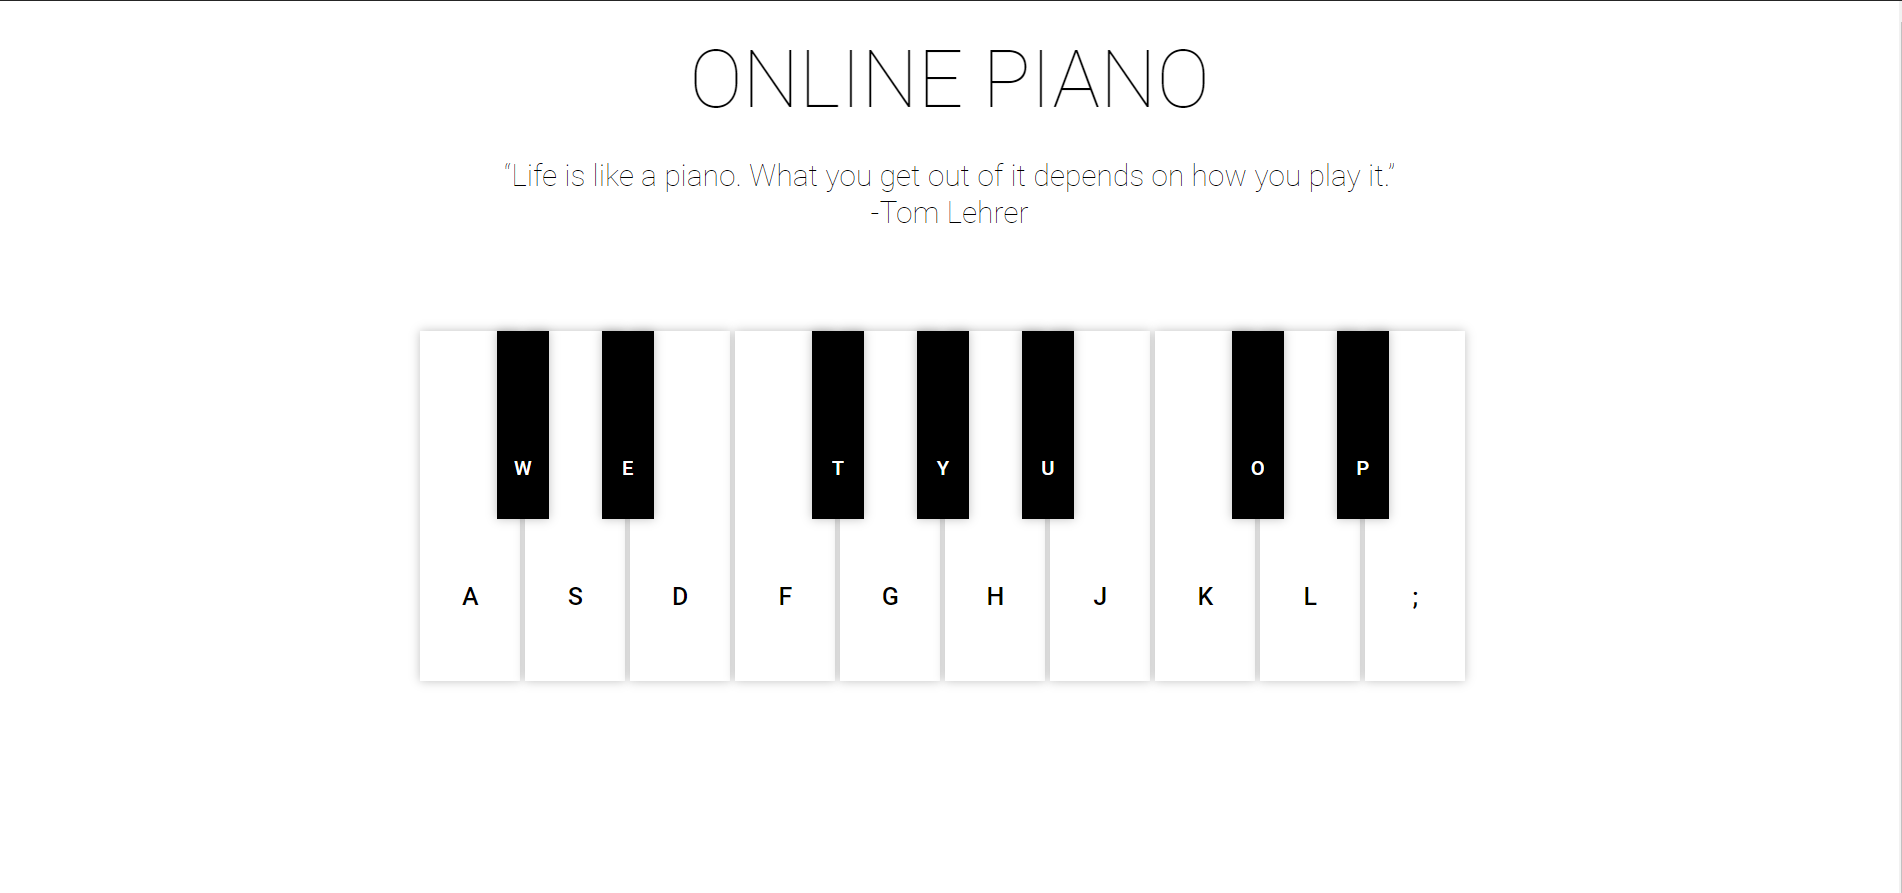 ONLINE PIANO
“Life is like a piano. What you get out of it depends on how you play it.”
-Tom Lehrer
W E T Y U O P
A S D F G H J K L ;